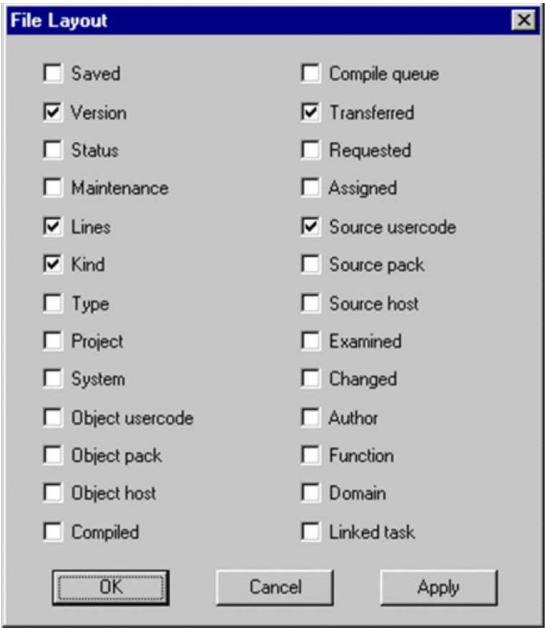 File Layout
Saved
Compile queue
Version
Transferred
Status
Requested
Maintenance
Assigned
Lines
Source usercode
Kind
Source pack
Type
Source host
Project
Examined
System
Changed
Object usercode
Author
Object pack
Function
Object host
Domain
Compiled
Linked task
OK
Cancel
Apply